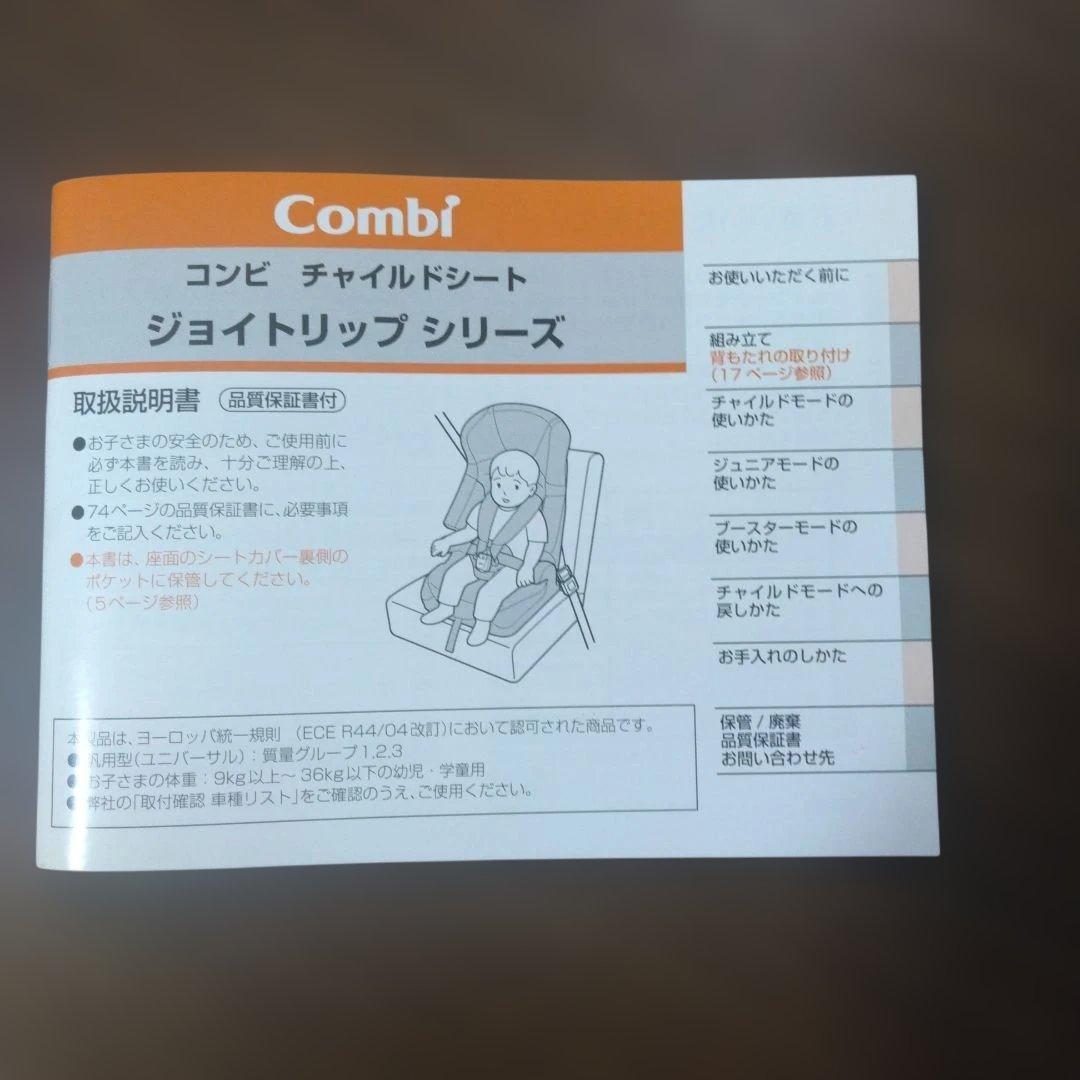 Combi
コンビ チャイルドシート
ジョイトリップ シリーズ
取扱説明書 品質保証書付
●お子さまの安全のため、ご使用前に
必ず本書を読み、十分ご理解の上、
正しくお使いください。
●74ページの品質保証書に、必要事項
をご記入ください。
●本書は、座面のシートカバー裏側の
ポケットに保管してください。
(5ページ参照)
本製品は、ヨーロッパ統一規則 (ECE R44/04改訂)において認可された商品です。
●汎用型(ユニバーサル):質量グループ1,2,3
●お子さまの体重:9kg以上~36kg以下の幼児・学童用
●弊社の「取付確認 車種リスト」をご確認のうえ、ご使用ください。
お使いいただく前に
組み立て
背もたれの取り付け
(17ページ参照)
チャイルドモードの
使いかた
ジュニアモードの
使いかた
ブースターモードの
使いかた
チャイルドモードへの
戻しかた
お手入れのしかた
保管/廃棄
品質保証書
お問い合わせ先